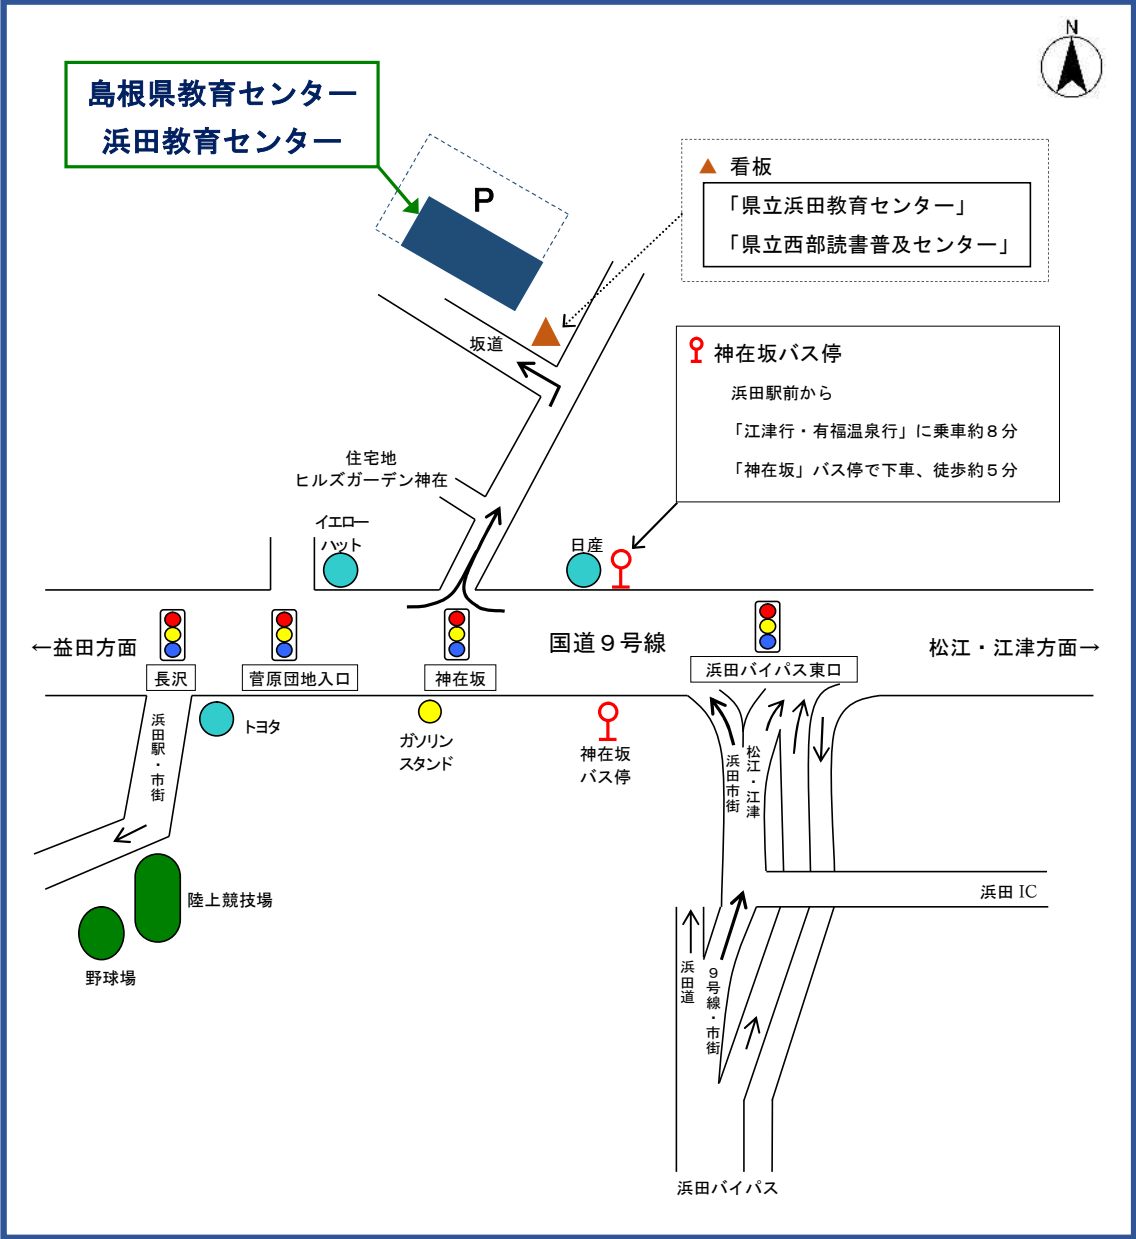 N
島根県教育センター
浜田教育センター
P
▲ 看板
「県立浜田教育センター」
「県立西部読書普及センター」
坂道
神在坂バス停
浜田駅前から
「江津行・有福温泉行」に乗車約８分
「神在坂」バス停で下車、徒歩約５分
住宅地
ヒルズガーデン神在
イエロー
ハット
日産
←益田方面
国道９号線
松江・江津方面→
長沢
菅原団地入口
神在坂
浜田バイパス東口
浜田駅・市街
トヨタ
ガソリン
スタンド
神在坂
バス停
浜田市街
松江・江津
陸上競技場
野球場
浜田 IC
浜田道
９号線・市街
浜田バイパス